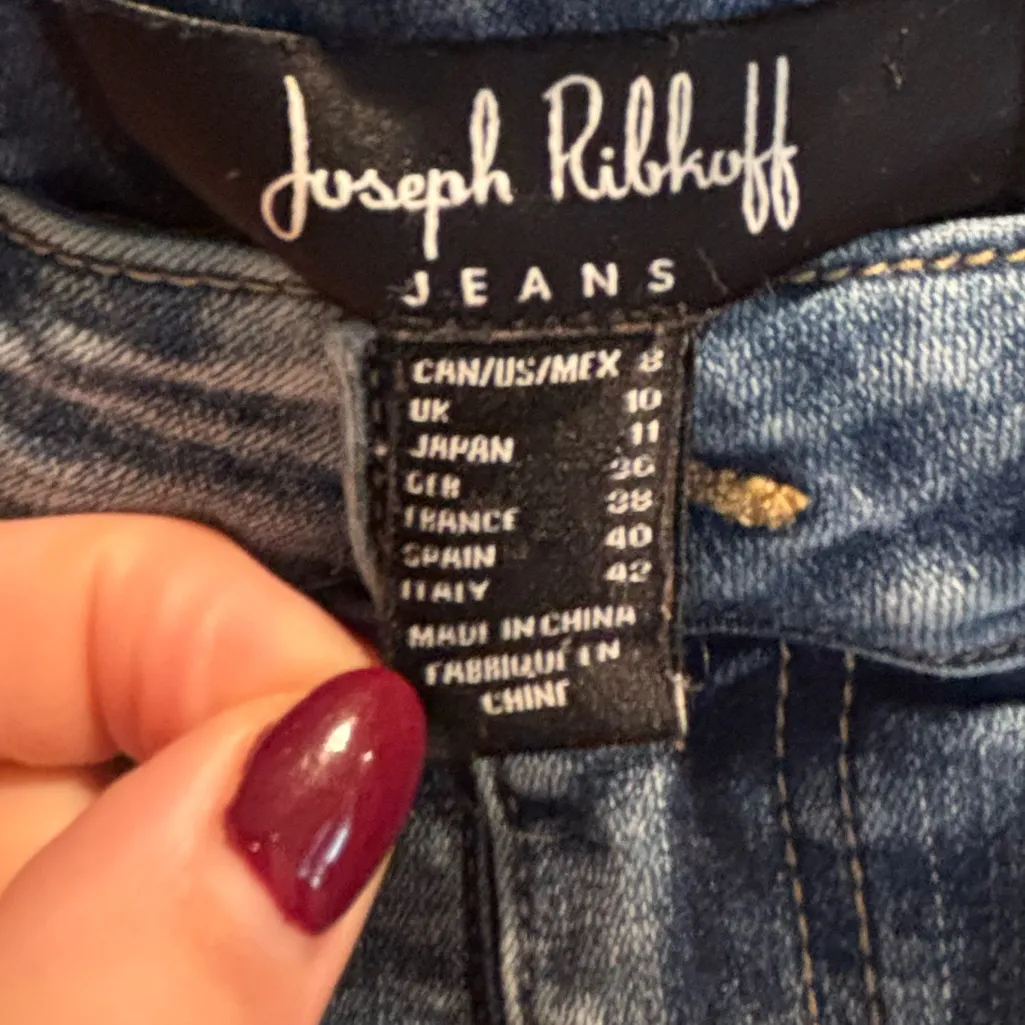 Joseph Ribkoff
JEANS
CAN/US/MEX 8
UK 10
JAPAN 11
GER 36
FRANCE 38
SPAIN 40
ITALY 42
MADE IN CHINA
FABRIQUÉ EN
CHINE